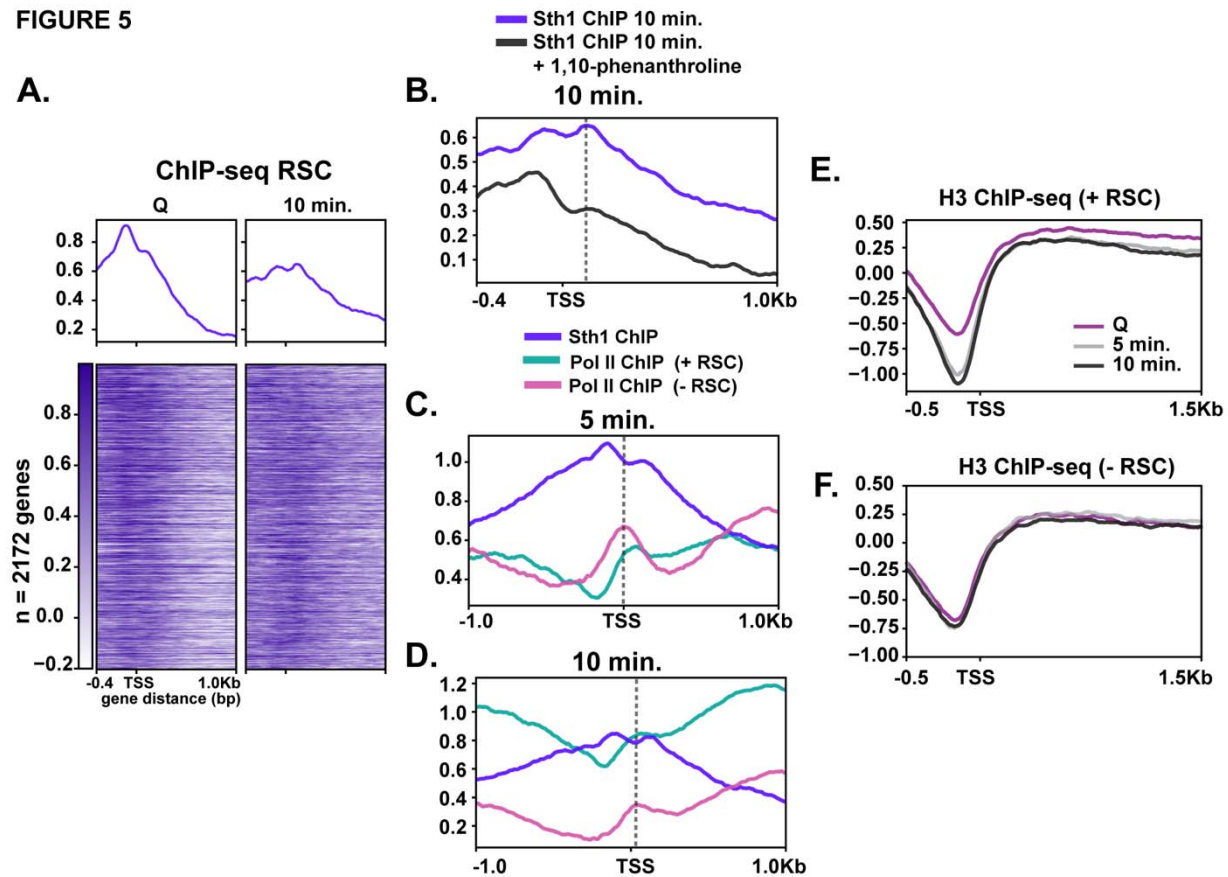 FIGURE 5
A.
ChIP-seq RSC
Q
10 min.
0.8
0.6
0.4
0.2
n = 2172 genes
0.8
0.6
0.4
0.2
0.0
−0.2
-0.4 TSS 1.0Kb
gene distance (bp)
Sth1 ChIP 10 min.
Sth1 ChIP 10 min.
+ 1,10-phenanthroline
B.
10 min.
0.6
0.5
0.4
0.3
0.2
0.1
-0.4 TSS 1.0Kb
Sth1 ChIP
Pol II ChIP (+ RSC)
Pol II ChIP (- RSC)
C.
5 min.
1.0
0.8
0.6
0.4
-1.0 TSS 1.0Kb
D.
10 min.
1.2
1.0
0.8
0.6
0.4
0.2
-1.0 TSS 1.0Kb
E.
H3 ChIP-seq (+ RSC)
0.50
0.25
0.00
−0.25
−0.50
−0.75
−1.00
Q
5 min.
10 min.
-0.5 TSS 1.5Kb
F.
H3 ChIP-seq (- RSC)
0.50
0.25
0.00
−0.25
−0.50
−0.75
−1.00
-0.5 TSS 1.5Kb